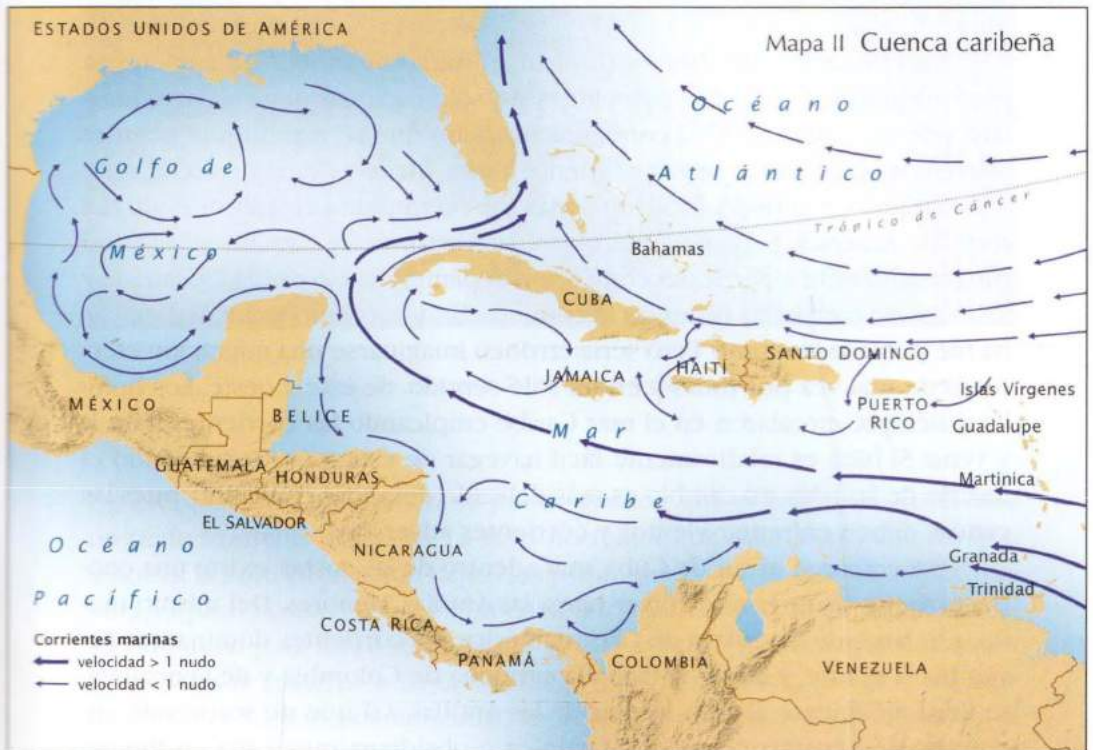 ESTADOS UNIDOS DE AMÉRICA
Mapa II Cuenca caribeña
Océano
Atlántico
Golfo de
México
Trópico de Cáncer
Bahamas
CUBA
JAMAICA
HAITÍ
SANTO DOMINGO
PUERTO
RICO
Islas Vírgenes
Guadalupe
Martinica
Granada
Trinidad
MÉXICO
BELICE
GUATEMALA
HONDURAS
EL SALVADOR
NICARAGUA
Mar
Caribe
Océano
Pacífico
COSTA RICA
PANAMÁ
COLOMBIA
VENEZUELA
Corrientes marinas
velocidad > 1 nudo
velocidad < 1 nudo